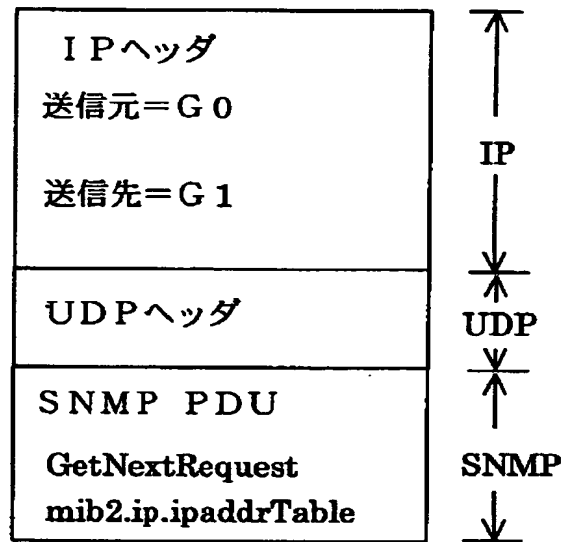 IPヘッダ
送信元=G0
送信先=G1
IP
UDPヘッダ
UDP
SNMP PDU
GetNextRequest
mib2.ip.ipaddrTable
SNMP